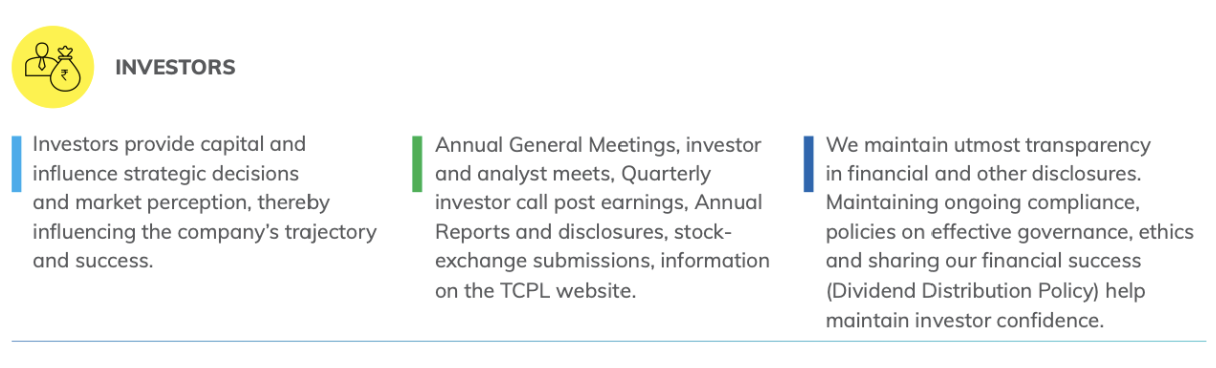 ₹
INVESTORS
Investors provide capital and
influence strategic decisions
and market perception, thereby
influencing the company’s trajectory
and success.
Annual General Meetings, investor
and analyst meets, Quarterly
investor call post earnings, Annual
Reports and disclosures, stock-
exchange submissions, information
on the TCPL website.
We maintain utmost transparency
in financial and other disclosures.
Maintaining ongoing compliance,
policies on effective governance, ethics
and sharing our financial success
(Dividend Distribution Policy) help
maintain investor confidence.